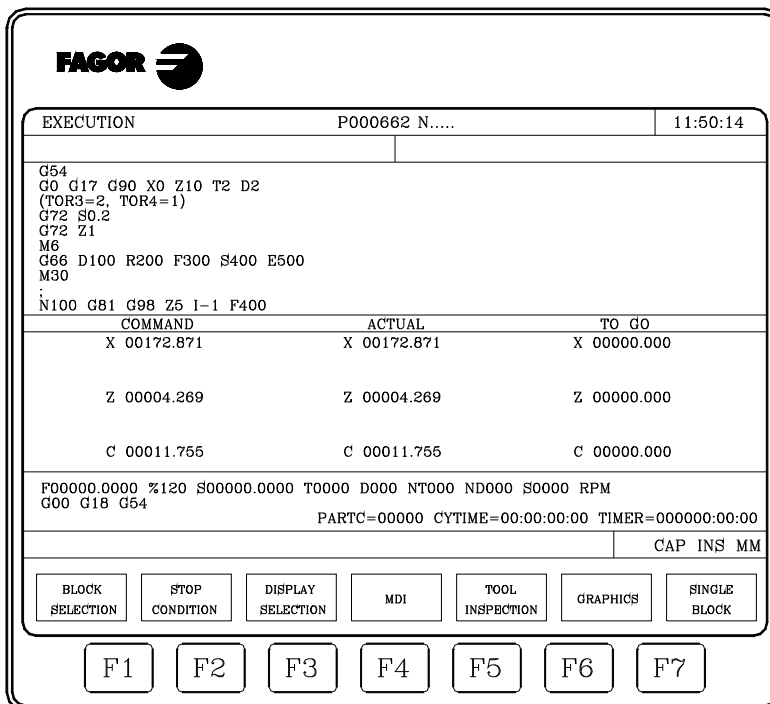 FAGOR
EXECUTION P000662 N..... 11:50:14
G54
G0 G17 G90 X0 Z10 T2 D2
(TOR3=2, TOR4=1)
G72 S0.2
G72 Z1
M6
G66 D100 R200 F300 S400 E500
M30
;
N100 G81 G98 Z5 I-1 F400
COMMAND ACTUAL TO GO
X 00172.871 X 00172.871 X 00000.000
Z 00004.269 Z 00004.269 Z 00000.000
C 00011.755 C 00011.755 C 00000.000
F00000.0000 %120 S00000.0000 T0000 D000 NT000 ND000 S0000 RPM
G00 G18 G54
PARTC=00000 CYTIME=00:00:00:00 TIMER=000000:00:00
CAP INS MM
BLOCK SELECTION
STOP CONDITION
DISPLAY SELECTION
MDI
TOOL INSPECTION
GRAPHICS
SINGLE BLOCK
F1 F2 F3 F4 F5 F6 F7